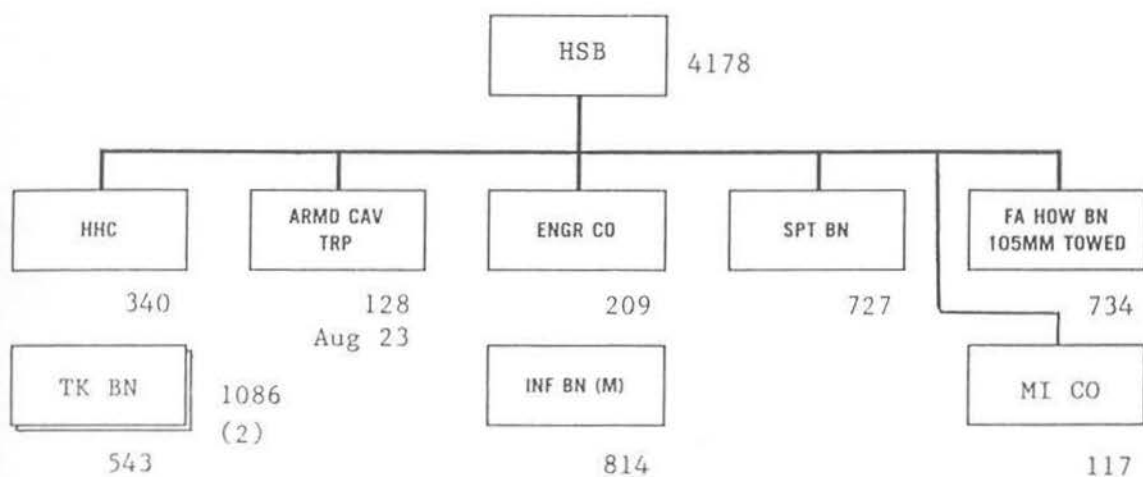 HSB
4178
HHC
ARMD CAV
TRP
ENGR CO
SPT BN
FA HOW BN
105MM TOWED
340
128
209
727
734
Aug 23
TK BN
1086
(2)
INF BN (M)
MI CO
543
814
117